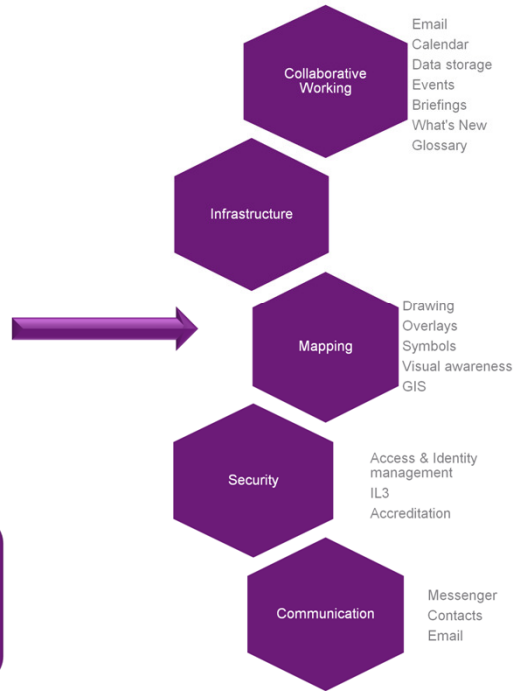 Email
Calendar
Data storage
Events
Briefings
What's New
Glossary
Collaborative
Working
Infrastructure
Mapping
Drawing
Overlays
Symbols
Visual awareness
GIS
Security
Access & Identity
management
IL3
Accreditation
Communication
Messenger
Contacts
Email